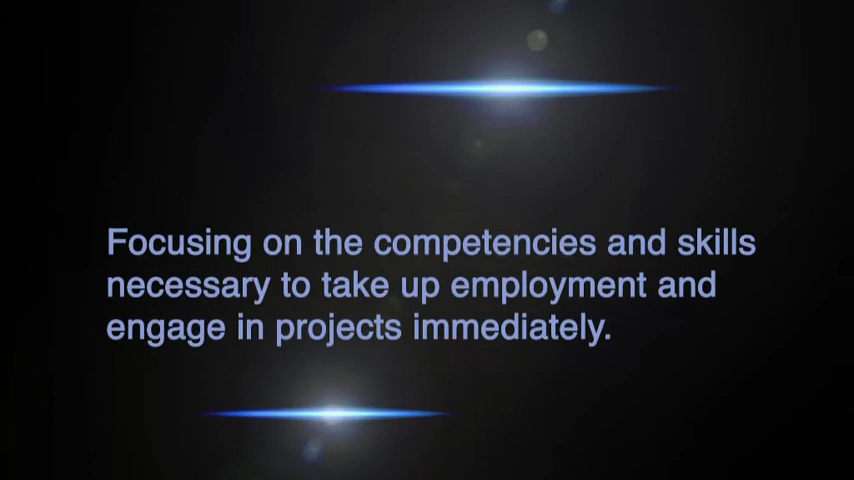 Focusing on the competencies and skills
necessary to take up employment and
engage in projects immediately.